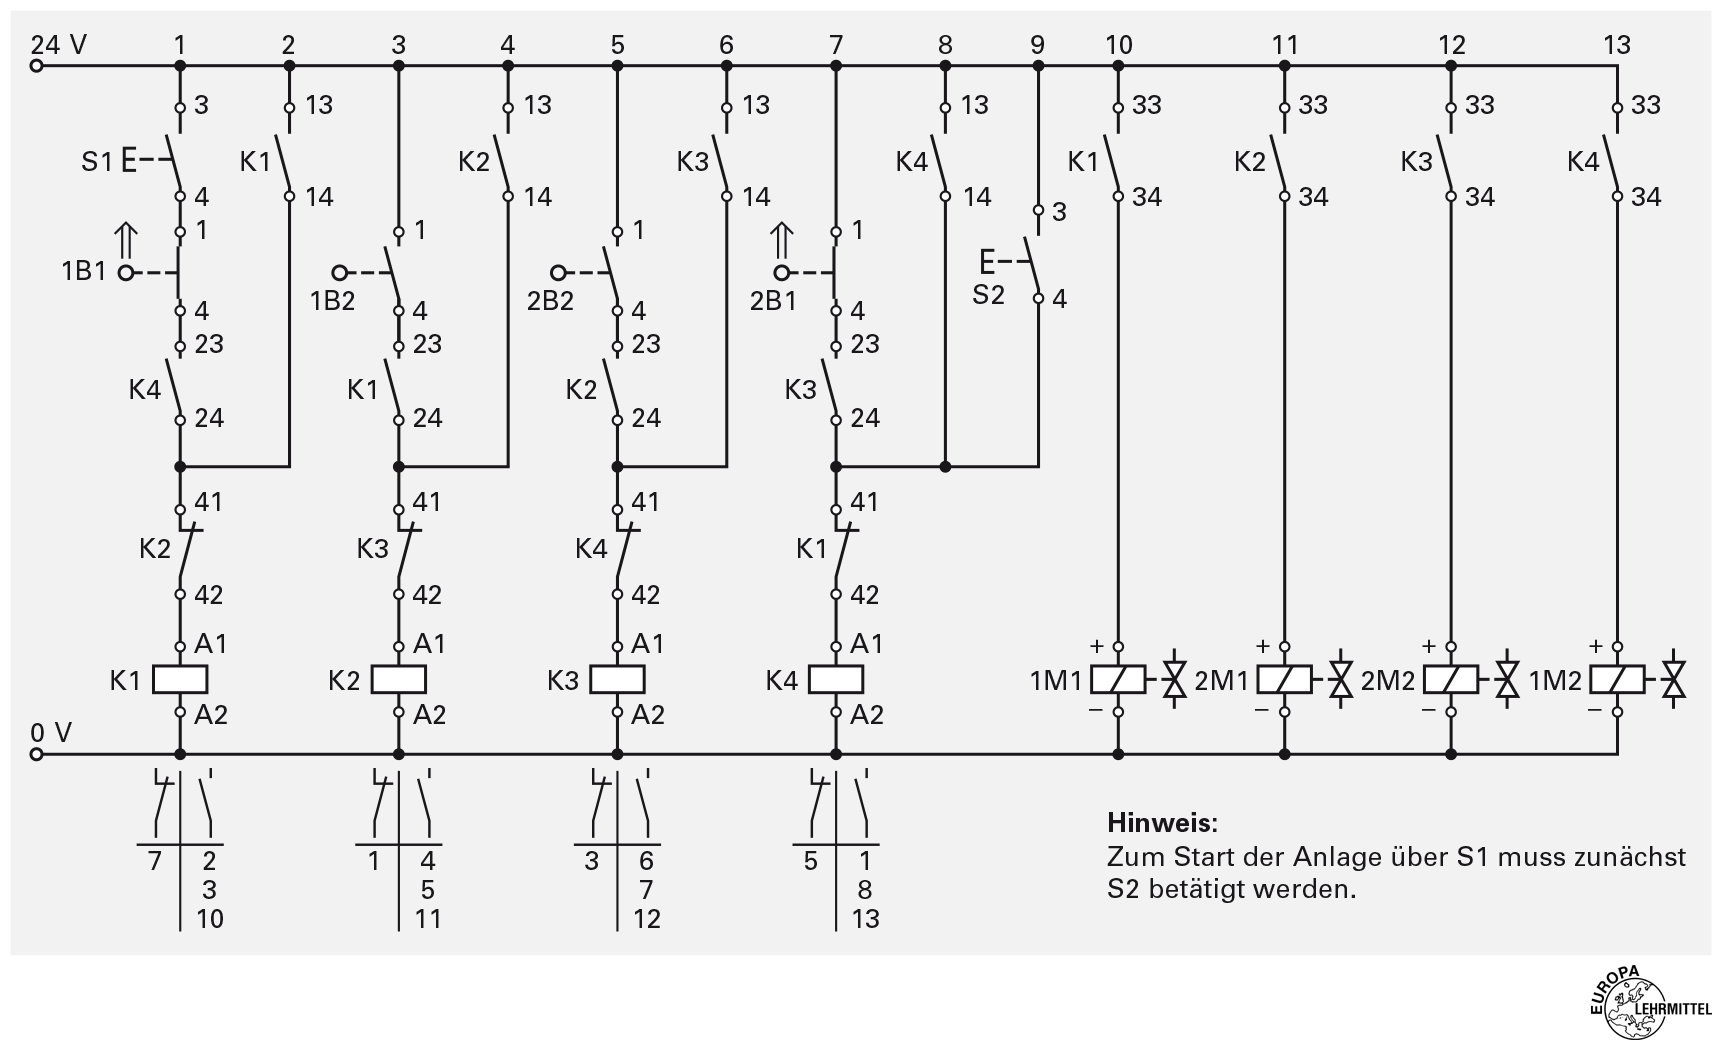 24 V 1 2 3 4 5 6 7 8 9 10 11 12 13
3 13 13 13 13 33 33 33 33
S1 K1 K2 K3 K4 K1 K2 K3 K4
4 14 14 14 14 34 34 34 34
1 1 1 1 3
1B1 1B2 2B2 2B1 S2
4 4 4 4 4
23 23 23 23
K4 K1 K2 K3
24 24 24 24
41 41 41 41
K2 K3 K4 K1
42 42 42 42
A1 A1 A1 A1 + + + +
K1 K2 K3 K4 1M1 2M1 2M2 1M2
A2 A2 A2 A2 – – – –
0 V
7 2 1 4 3 6 5 1
3 5 7 8
10 11 12 13
Hinweis:
Zum Start der Anlage über S1 muss zunächst
S2 betätigt werden.
EUROPA
LEHRMITTEL